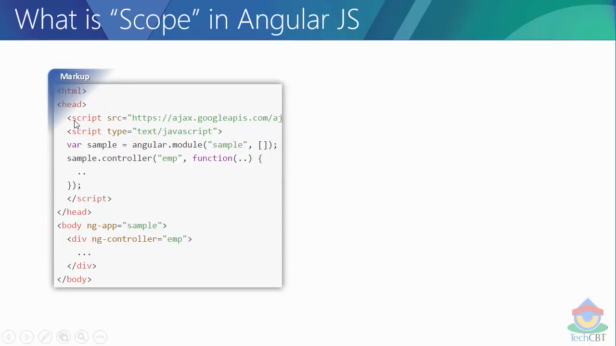 What is “Scope” in Angular JS
Markup
<html>
<head>
<script src="https://ajax.googleapis.com/aj
<script type="text/javascript">
var sample = angular.module("sample", []);
sample.controller("emp", function(..) {
..
});
</script>
</head>
<body ng-app="sample">
<div ng-controller="emp">
...
</div>
</body>
TechCBT